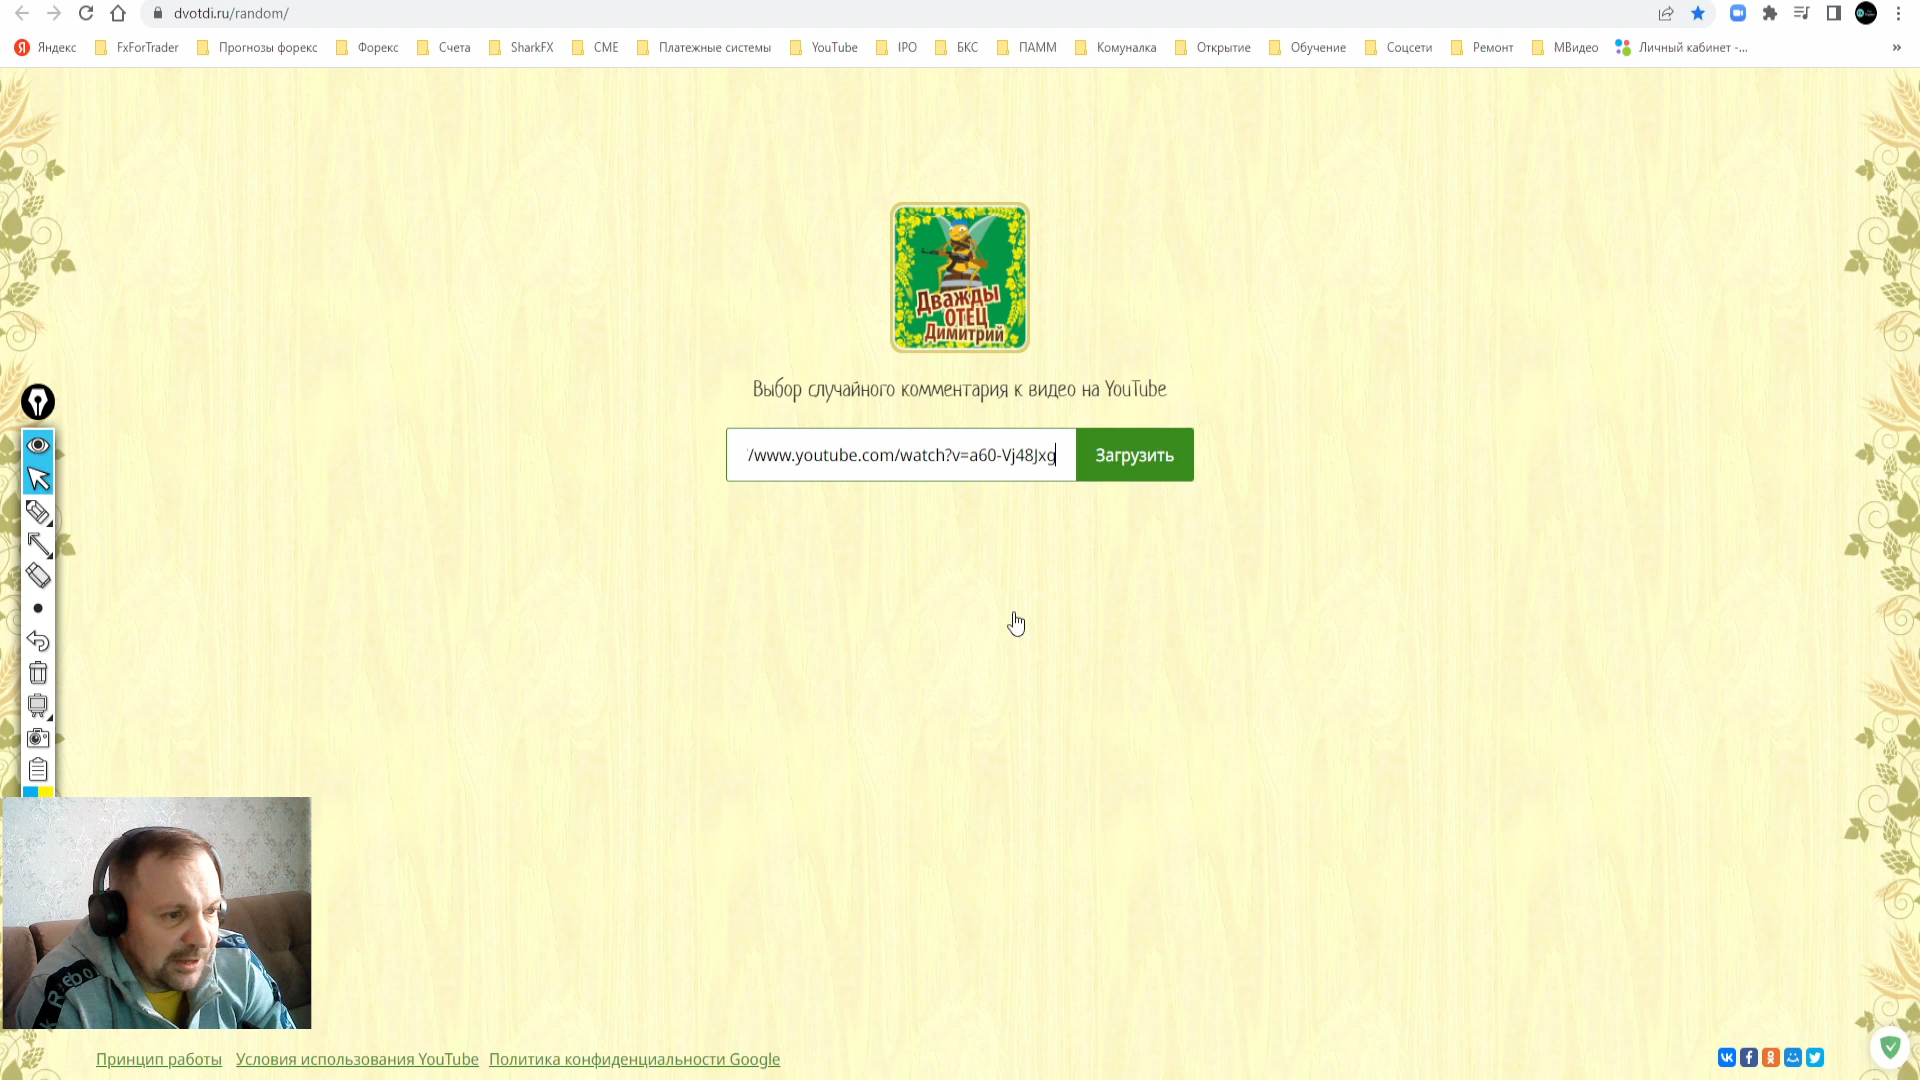 dvotdi.ru/random/
Яндекс FxForTrader Прогнозы форекс Форекс Счета SharkFX CME Платежные системы YouTube IPO БКС ПАММ Комуналка Открытие Обучение Соцсети Ремонт МВидео Личный кабинет -... »
Дважды
ОТЕЦ
Димитрий
Выбор случайного комментария к видео на YouTube
/www.youtube.com/watch?v=a60-Vj48Jxg Загрузить
Принцип работы Условия использования YouTube Политика конфиденциальности Google